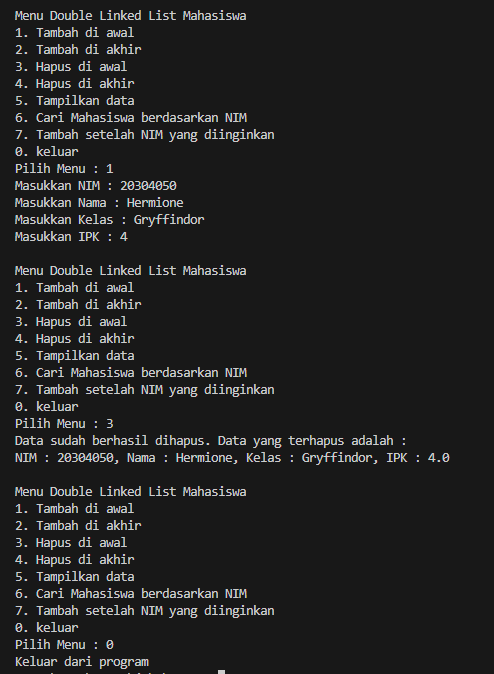 Menu Double Linked List Mahasiswa
1. Tambah di awal
2. Tambah di akhir
3. Hapus di awal
4. Hapus di akhir
5. Tampilkan data
6. Cari Mahasiswa berdasarkan NIM
7. Tambah setelah NIM yang diinginkan
0. keluar
Pilih Menu : 1
Masukkan NIM : 20304050
Masukkan Nama : Hermione
Masukkan Kelas : Gryffindor
Masukkan IPK : 4
Menu Double Linked List Mahasiswa
1. Tambah di awal
2. Tambah di akhir
3. Hapus di awal
4. Hapus di akhir
5. Tampilkan data
6. Cari Mahasiswa berdasarkan NIM
7. Tambah setelah NIM yang diinginkan
0. keluar
Pilih Menu : 3
Data sudah berhasil dihapus. Data yang terhapus adalah :
NIM : 20304050, Nama : Hermione, Kelas : Gryffindor, IPK : 4.0
Menu Double Linked List Mahasiswa
1. Tambah di awal
2. Tambah di akhir
3. Hapus di awal
4. Hapus di akhir
5. Tampilkan data
6. Cari Mahasiswa berdasarkan NIM
7. Tambah setelah NIM yang diinginkan
0. keluar
Pilih Menu : 0
Keluar dari program